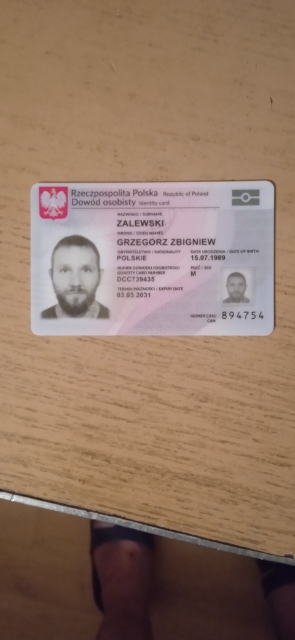 Rzeczpospolita Polska Republic of Poland
Dowód osobisty Identity card
NAZWISKO / SURNAME
ZALEWSKI
IMIONA / GIVEN NAMES
GRZEGORZ ZBIGNIEW
OBYWATELSTWO / NATIONALITY DATA URODZENIA / DATE OF BIRTH
POLSKIE 15.07.1989
NUMER DOWODU OSOBISTEGO PŁEĆ / SEX
IDENTITY CARD NUMBER M
DCC739435
TERMIN WAŻNOŚCI / EXPIRY DATE
03.03.2031
NUMER CAN/
CAN 894754